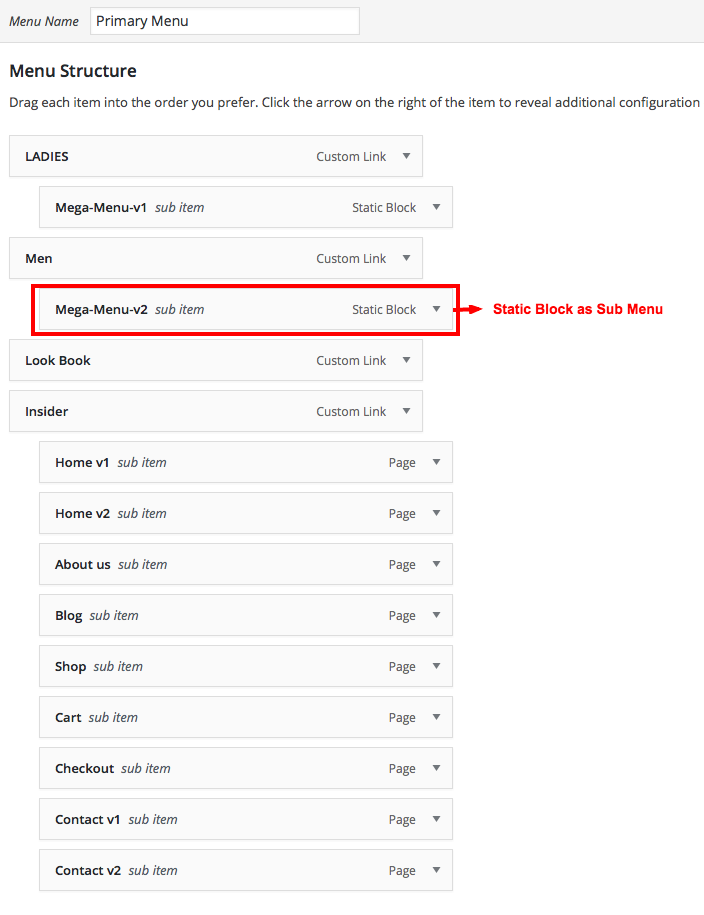 Menu Name Primary Menu
Menu Structure
Drag each item into the order you prefer. Click the arrow on the right of the item to reveal additional configuration
LADIES Custom Link
Mega-Menu-v1 sub item Static Block
Men Custom Link
Mega-Menu-v2 sub item Static Block Static Block as Sub Menu
Look Book Custom Link
Insider Custom Link
Home v1 sub item Page
Home v2 sub item Page
About us sub item Page
Blog sub item Page
Shop sub item Page
Cart sub item Page
Checkout sub item Page
Contact v1 sub item Page
Contact v2 sub item Page